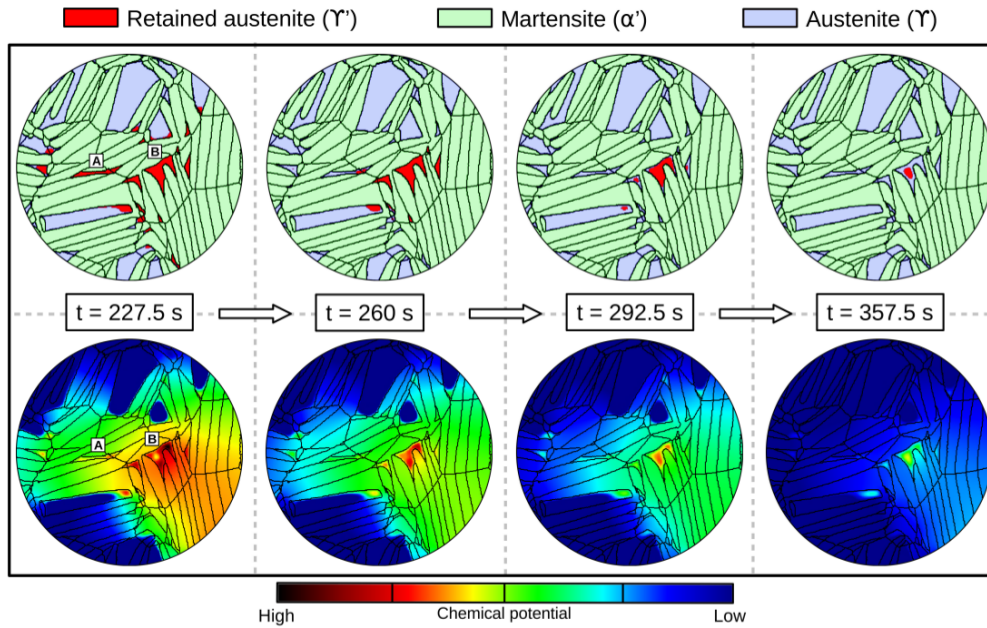 Retained austenite (ϒ’) Martensite (α’) Austenite (ϒ)
A B
t = 227.5 s t = 260 s t = 292.5 s t = 357.5 s
A B
High Chemical potential Low